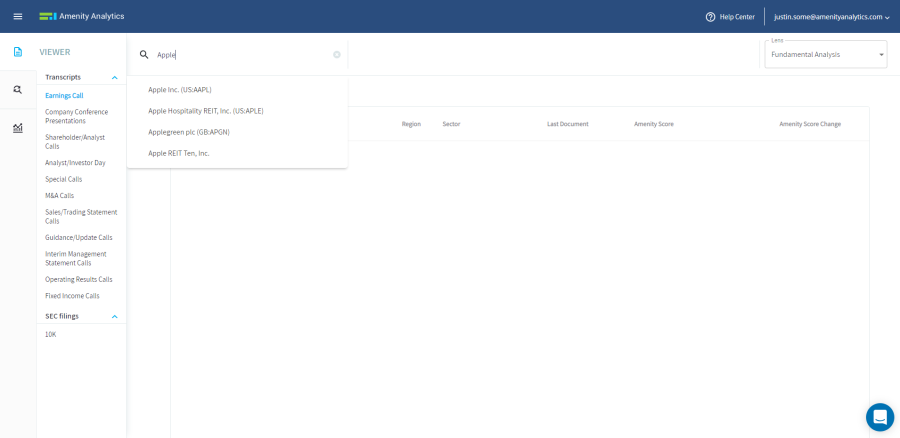 Amenity Analytics
Help Center
justin.some@amenityanalytics.com
VIEWER
Transcripts
Earnings Call
Company Conference
Presentations
Shareholder/Analyst
Calls
Analyst/Investor Day
Special Calls
M&A Calls
Sales/Trading Statement
Calls
Guidance/Update Calls
Interim Management
Statement Calls
Operating Results Calls
Fixed Income Calls
SEC filings
10K
Apple
Apple Inc. (US:AAPL)
Apple Hospitality REIT, Inc. (US:APLE)
Applegreen plc (GB:APGN)
Apple REIT Ten, Inc.
Lens
Fundamental Analysis
Region Sector Last Document Amenity Score Amenity Score Change